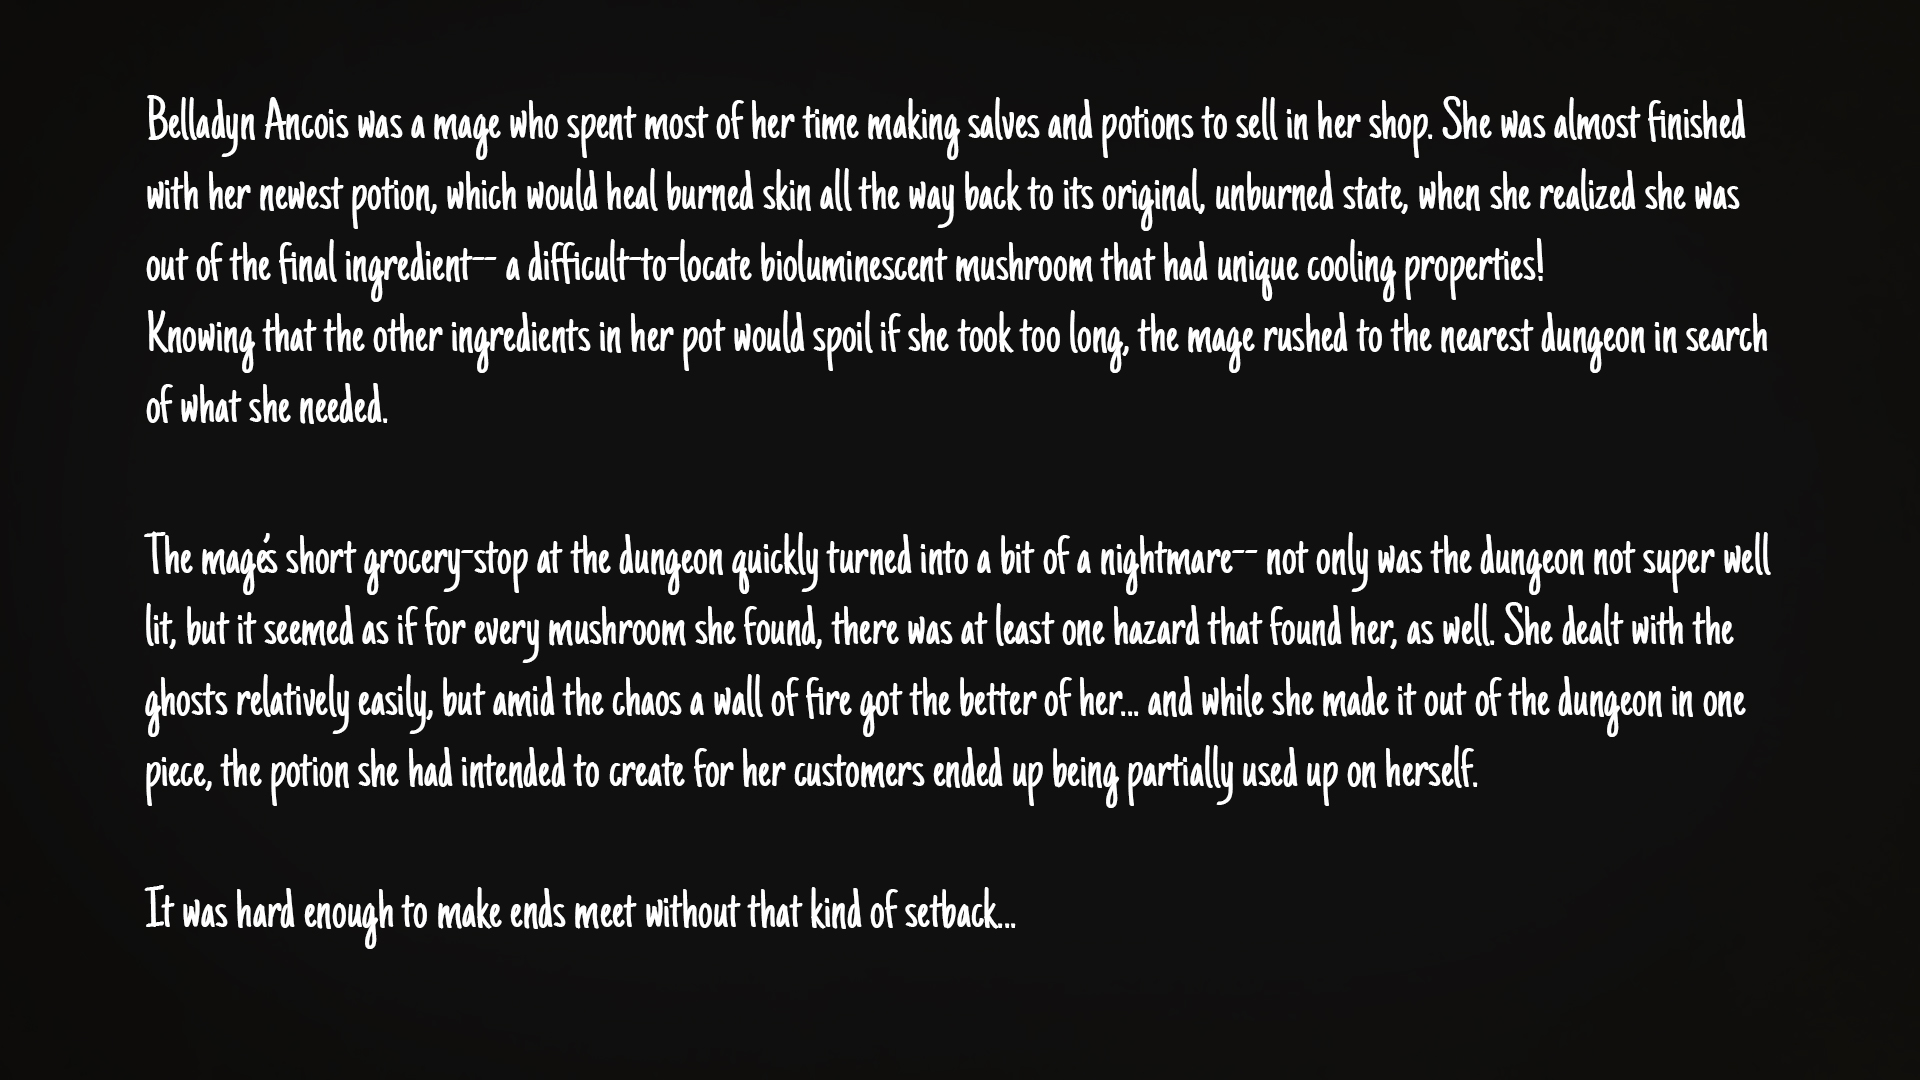 Belladyn Ancois was a mage who spent most of her time making salves and potions to sell in her shop. She was almost finished
with her newest potion, which would heal burned skin all the way back to its original, unburned state, when she realized she was
out of the final ingredient-- a difficult-to-locate bioluminescent mushroom that had unique cooling properties!
Knowing that the other ingredients in her pot would spoil if she took too long, the mage rushed to the nearest dungeon in search
of what she needed.
The mage's short grocery-stop at the dungeon quickly turned into a bit of a nightmare-- not only was the dungeon not super well
lit, but it seemed as if for every mushroom she found, there was at least one hazard that found her, as well. She dealt with the
ghosts relatively easily, but amid the chaos a wall of fire got the better of her... and while she made it out of the dungeon in one
piece, the potion she had intended to create for her customers ended up being partially used up on herself.
It was hard enough to make ends meet without that kind of setback...